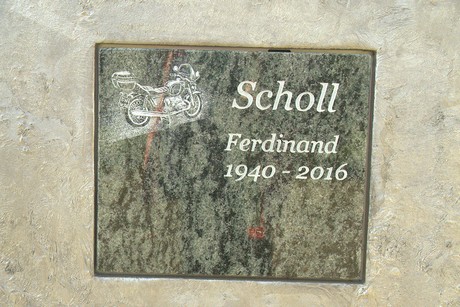 Scholl
Ferdinand
1940 - 2016